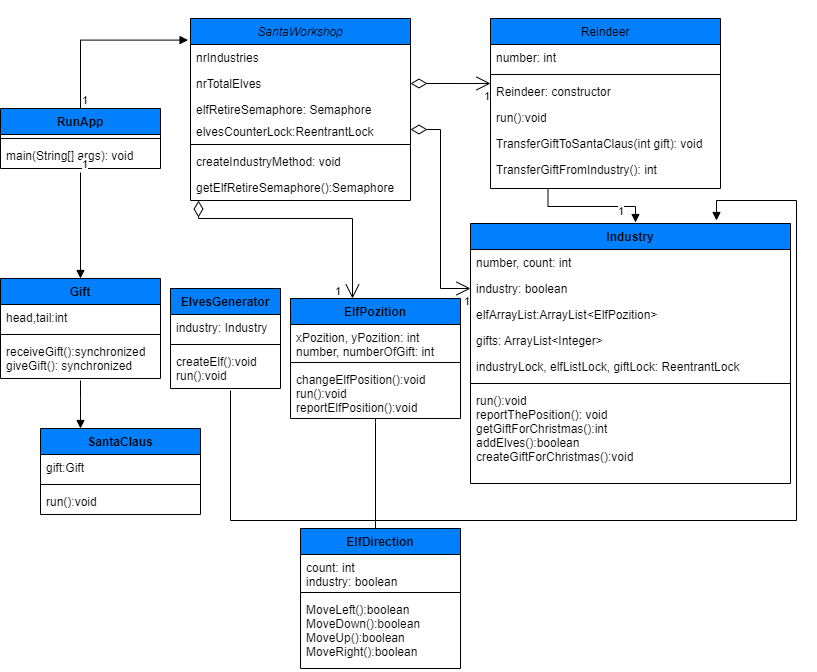 SantaWorkshop
nrIndustries
nrTotalElves
elfRetireSemaphore: Semaphore
elvesCounterLock:ReentrantLock
createIndustryMethod: void
getElfRetireSemaphore():Semaphore
Reindeer
number: int
Reindeer: constructor
run():void
TransferGiftToSantaClaus(int gift): void
TransferGiftFromIndustry(): int
1
1
RunApp
main(String[] args): void
1
1
Industry
number, count: int
industry: boolean
elfArrayList:ArrayList<ElfPozition>
gifts: ArrayList<Integer>
industryLock, elfListLock, giftLock: ReentrantLock
run():void
reportThePosition(): void
getGiftForChristmas():int
addElves():boolean
createGiftForChristmas():void
1
Gift
head,tail:int
receiveGift():synchronized
giveGift(): synchronized
ElvesGenerator
industry: Industry
createElf():void
run():void
1
ElfPozition
xPozition, yPozition: int
number, numberOfGift: int
changeElfPosition():void
run():void
reportElfPosition():void
SantaClaus
gift:Gift
run():void
ElfDirection
count: int
industry: boolean
MoveLeft():boolean
MoveDown():boolean
MoveUp():boolean
MoveRight():boolean